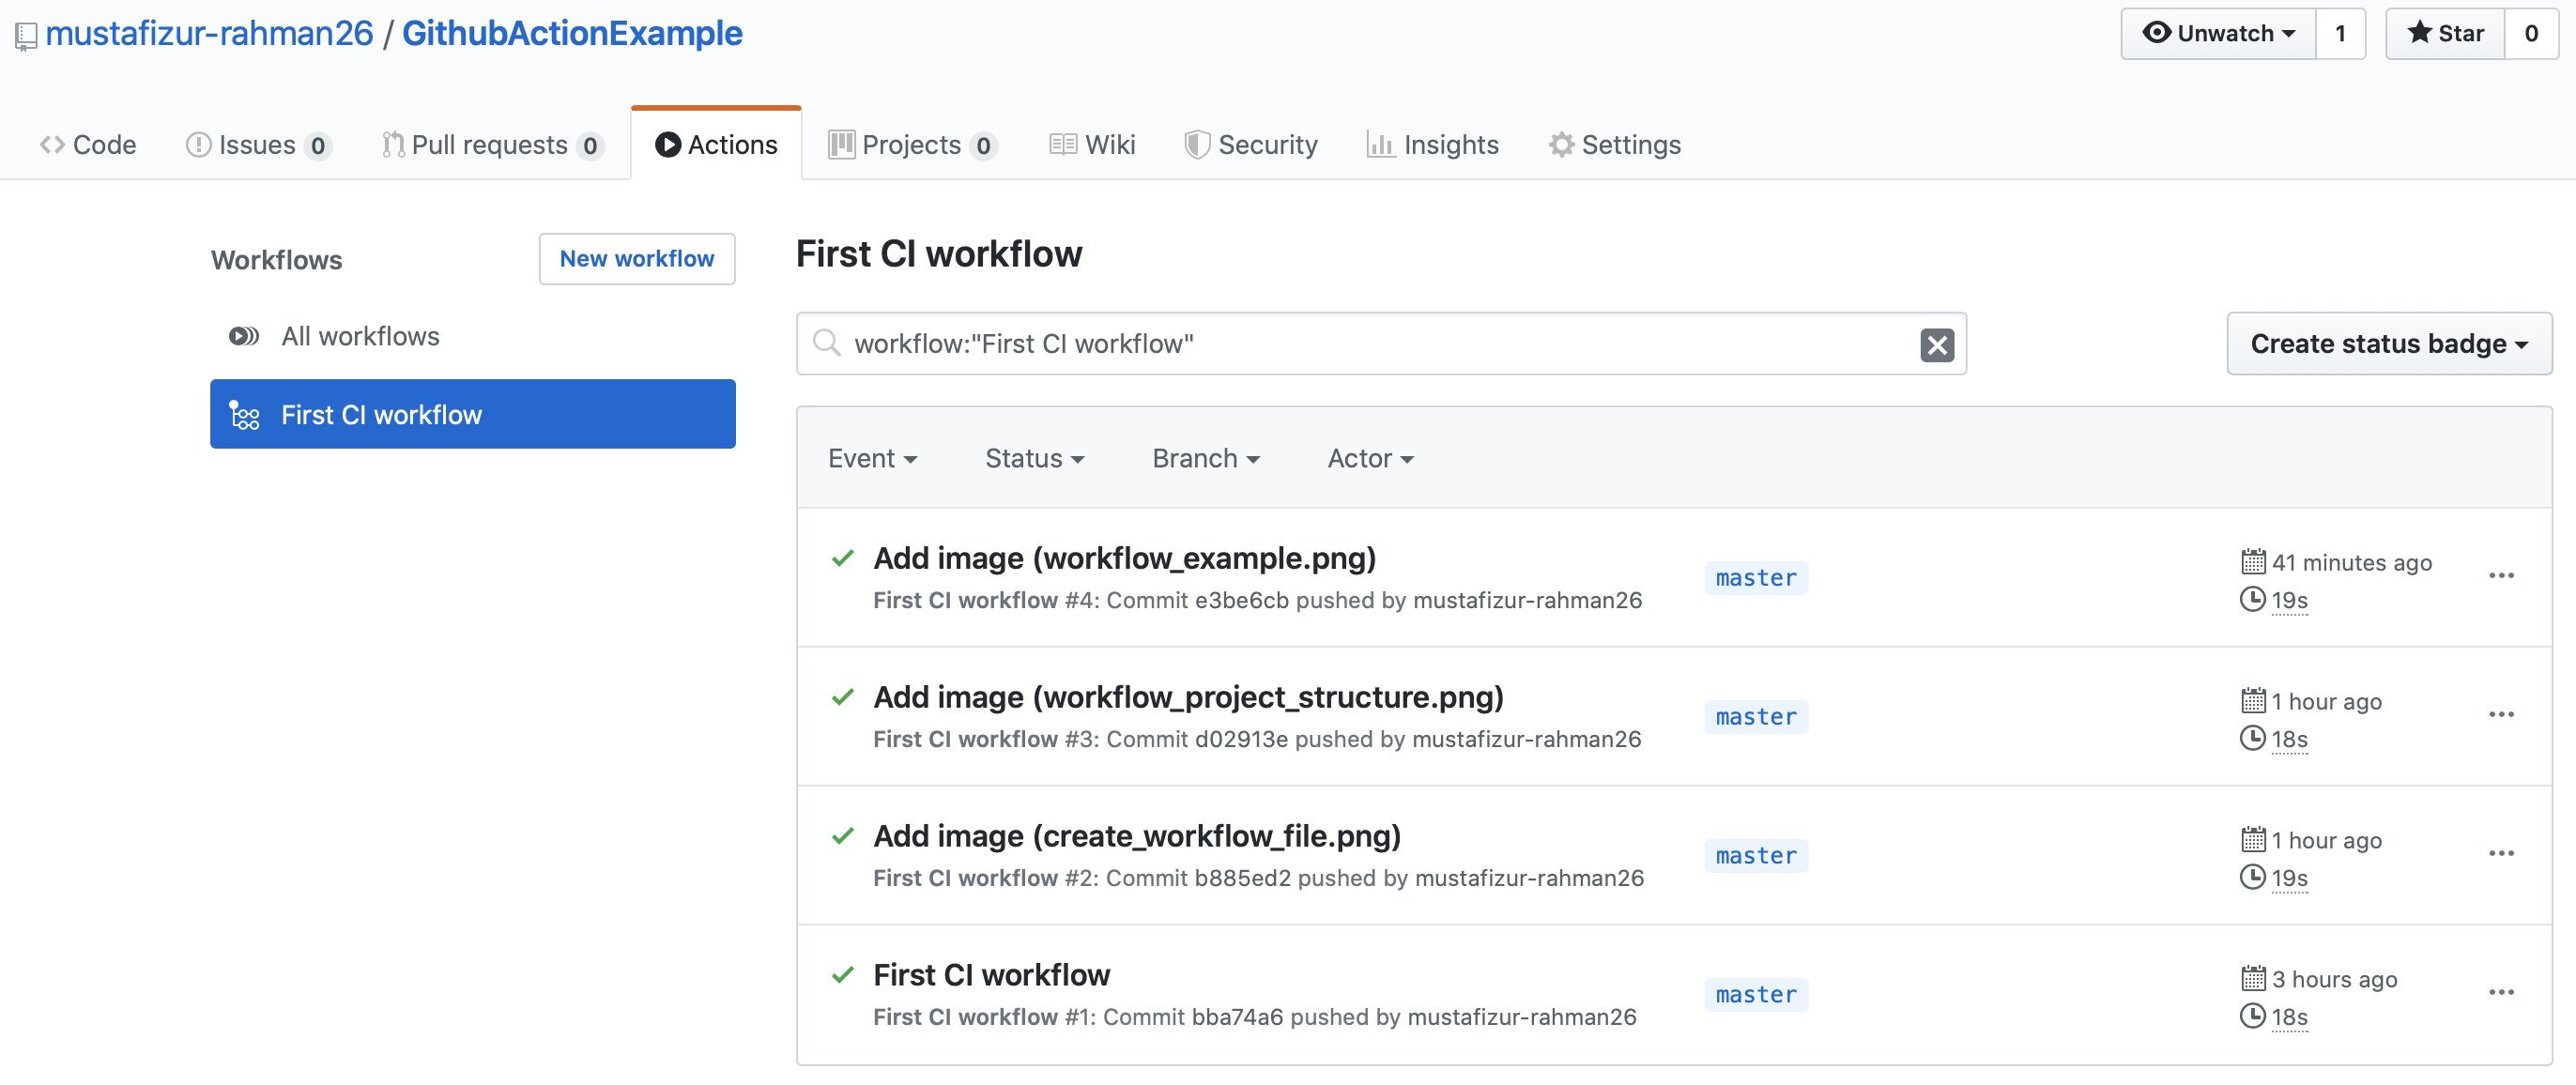 mustafizur-rahman26 / GithubActionExample
Unwatch 1 Star 0
Code Issues 0 Pull requests 0 Actions Projects 0 Wiki Security Insights Settings
Workflows
New workflow
All workflows
First CI workflow
First CI workflow
workflow:"First CI workflow"
Create status badge
Event Status Branch Actor
Add image (workflow_example.png)
First CI workflow #4: Commit e3be6cb pushed by mustafizur-rahman26
master
41 minutes ago
19s
Add image (workflow_project_structure.png)
First CI workflow #3: Commit d02913e pushed by mustafizur-rahman26
master
1 hour ago
18s
Add image (create_workflow_file.png)
First CI workflow #2: Commit b885ed2 pushed by mustafizur-rahman26
master
1 hour ago
19s
First CI workflow
First CI workflow #1: Commit bba74a6 pushed by mustafizur-rahman26
master
3 hours ago
18s